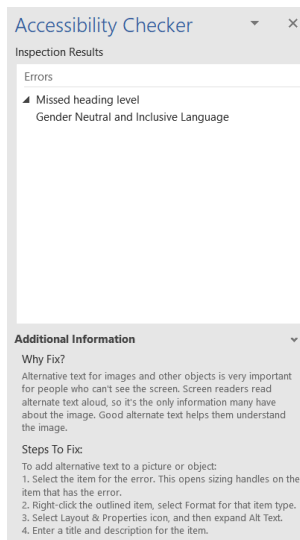 Accessibility Checker
Inspection Results
Errors
Missed heading level
Gender Neutral and Inclusive Language
Additional Information
Why Fix?
Alternative text for images and other objects is very important
for people who can't see the screen. Screen readers read
alternate text aloud, so it's the only information many have
about the image. Good alternate text helps them understand
the image.
Steps To Fix:
To add alternative text to a picture or object:
1. Select the item for the error. This opens sizing handles on the
item that has the error.
2. Right-click the outlined item, select Format for that item type.
3. Select Layout & Properties icon, and then expand Alt Text.
4. Enter a title and description for the item.